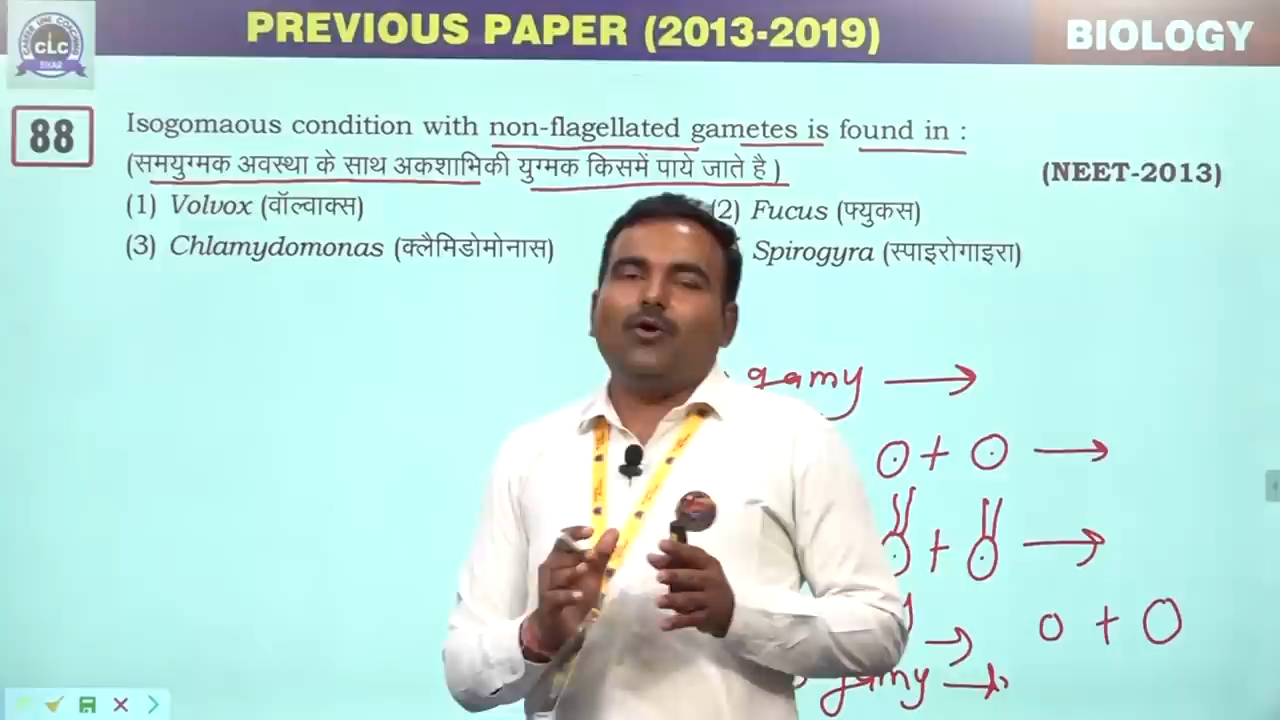 PREVIOUS PAPER (2013-2019)
BIOLOGY
CLC
88
Isogomaous condition with non-flagellated gametes is found in :
(समयुग्मक अवस्था के साथ अकशाभिकी युग्मक किसमें पाये जाते है )
(NEET-2013)
(1) Volvox (वॉल्वाक्स)
(2) Fucus (फ्युकस)
(3) Chlamydomonas (क्लैमिडोमोनास)
Spirogyra (स्पाइरोगाइरा)
gamy →
O + O →
+ →
→ O + O
gamy →